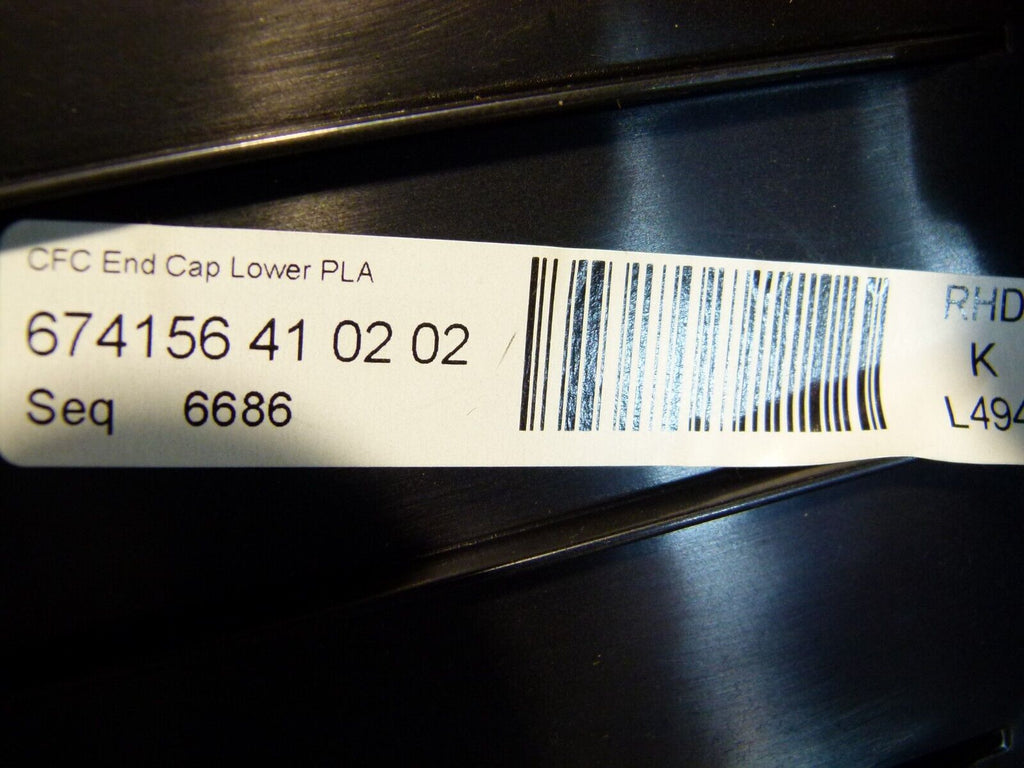 CFC End Cap Lower PLA
674156 41 02 02
Seq 6686
RHD
K
L494